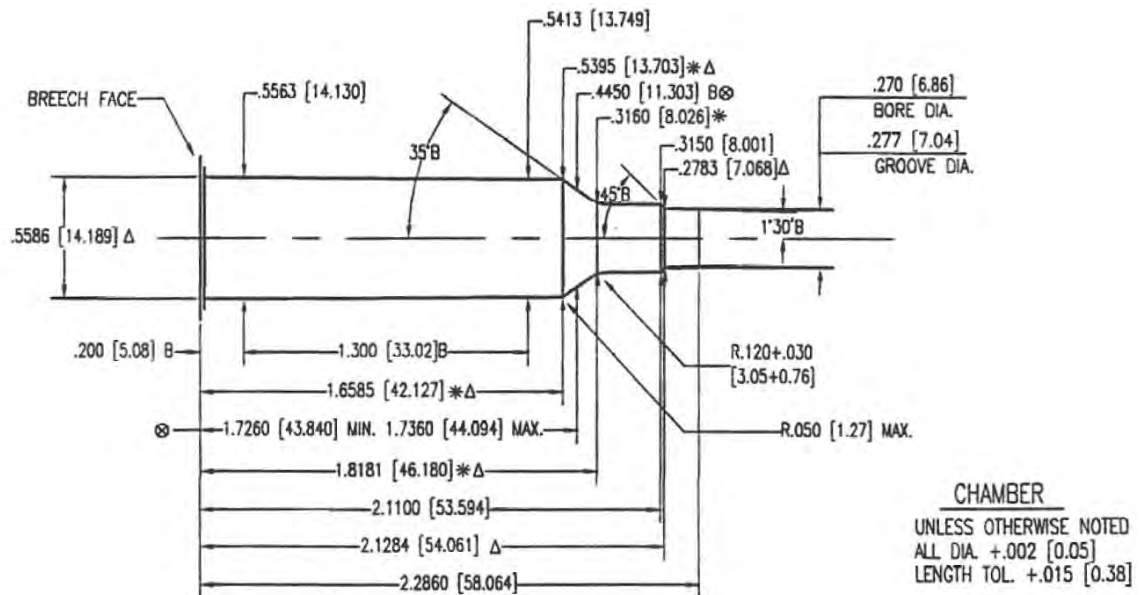 .5413 [13.749]
.5395 [13.703]*Δ
.4450 [11.303] B⊗
.3160 [8.026]*
.3150 [8.001]
.2783 [7.068]Δ
.270 [6.86]
BORE DIA.
.277 [7.04]
GROOVE DIA.
BREECH FACE
.5563 [14.130]
35°B
45°B
1°30'B
.5586 [14.189] Δ
.200 [5.08] B
1.300 [33.02]B
R.120+.030
[3.05+0.76]
1.6585 [42.127] *Δ
⊗ 1.7260 [43.840] MIN. 1.7360 [44.094] MAX.
R.050 [1.27] MAX.
1.8181 [46.180]*Δ
2.1100 [53.594]
2.1284 [54.061] Δ
2.2860 [58.064]
CHAMBER
UNLESS OTHERWISE NOTED
ALL DIA. +.002 [0.05]
LENGTH TOL. +.015 [0.38]